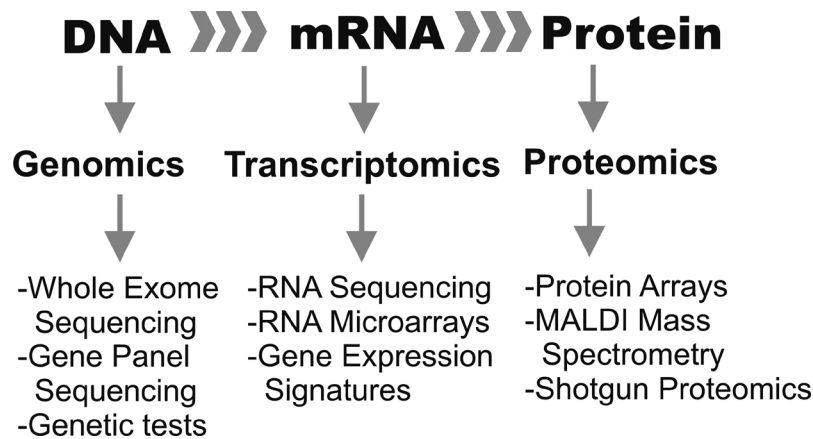 DNA mRNA Protein
Genomics Transcriptomics Proteomics
-Whole Exome
Sequencing
-Gene Panel
Sequencing
-Genetic tests
-RNA Sequencing
-RNA Microarrays
-Gene Expression
Signatures
-Protein Arrays
-MALDI Mass
Spectrometry
-Shotgun Proteomics